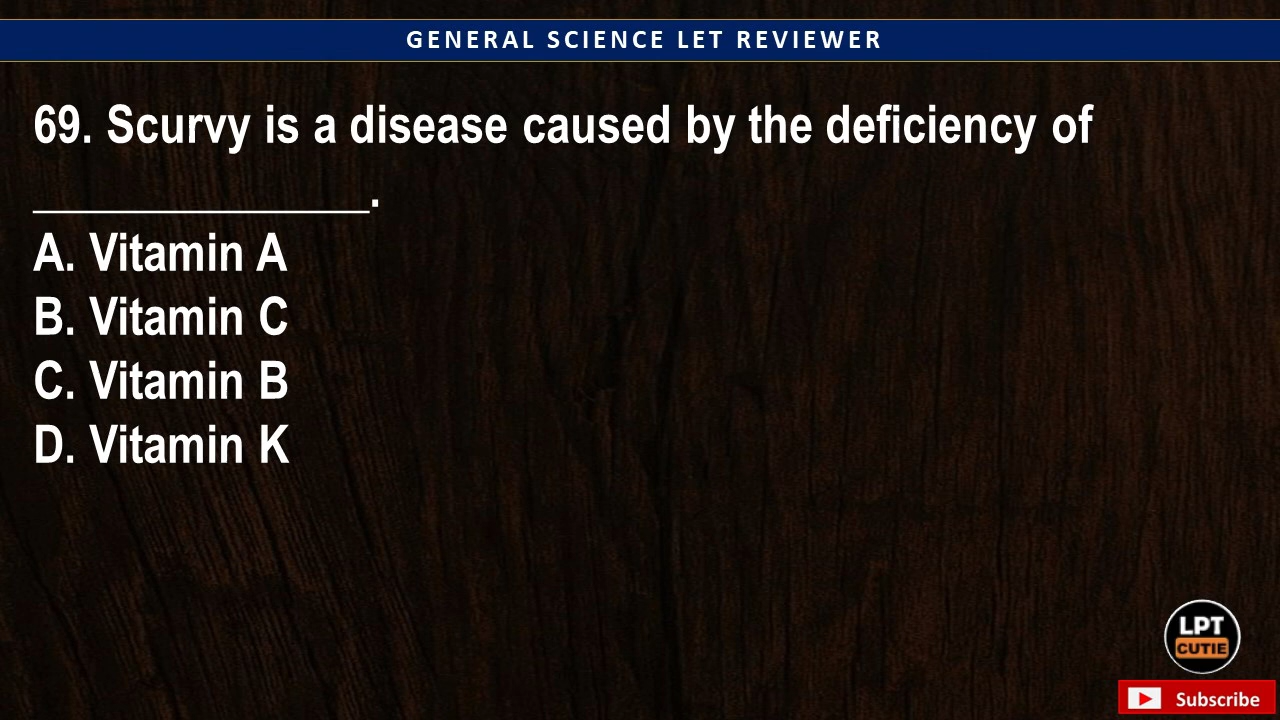 GENERAL SCIENCE LET REVIEWER
69. Scurvy is a disease caused by the deficiency of
________________.
A. Vitamin A
B. Vitamin C
C. Vitamin B
D. Vitamin K
LPT
CUTIE
Subscribe